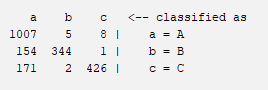 a b c <-- classified as
1007 5 8 | a = A
154 344 1 | b = B
171 2 426 | c = C